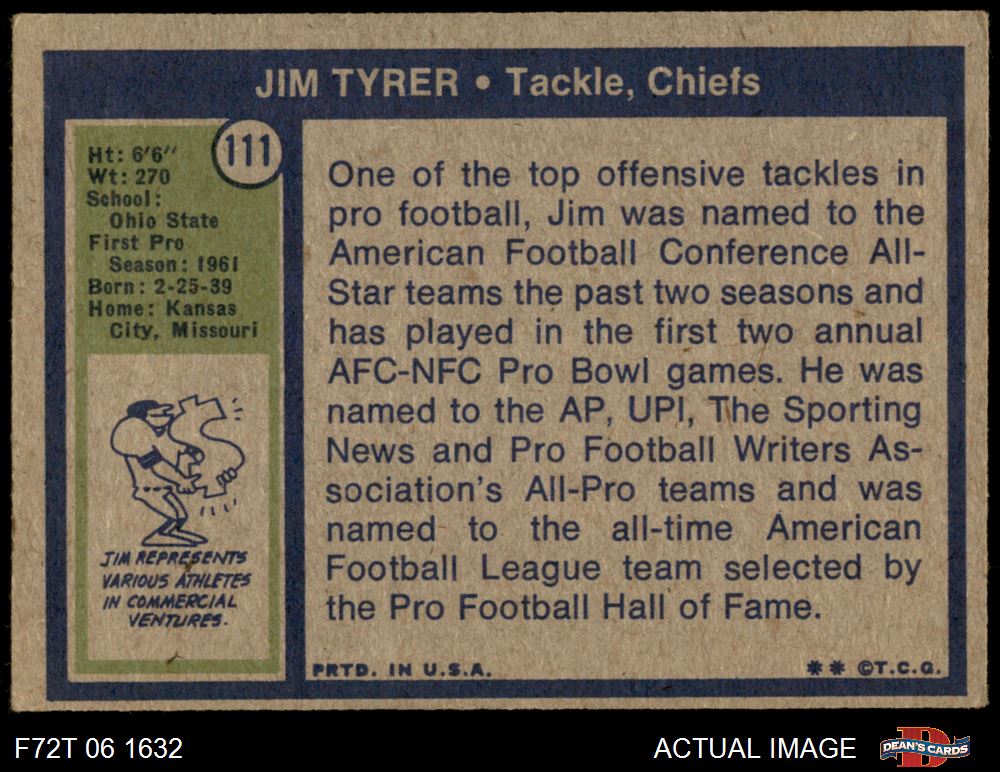 JIM TYRER • Tackle, Chiefs
111
Ht: 6'6''
Wt: 270
School:
Ohio State
First Pro
Season: 1961
Born: 2-25-39
Home: Kansas
City, Missouri
JIM REPRESENTS
VARIOUS ATHLETES
IN COMMERCIAL
VENTURES.
One of the top offensive tackles in
pro football, Jim was named to the
American Football Conference All-
Star teams the past two seasons and
has played in the first two annual
AFC-NFC Pro Bowl games. He was
named to the AP, UPI, The Sporting
News and Pro Football Writers As-
sociation's All-Pro teams and was
named to the all-time American
Football League team selected by
the Pro Football Hall of Fame.
PRTD. IN U.S.A.
** ©T.C.G.
F72T 06 1632
ACTUAL IMAGE
D
DEAN'S CARDS